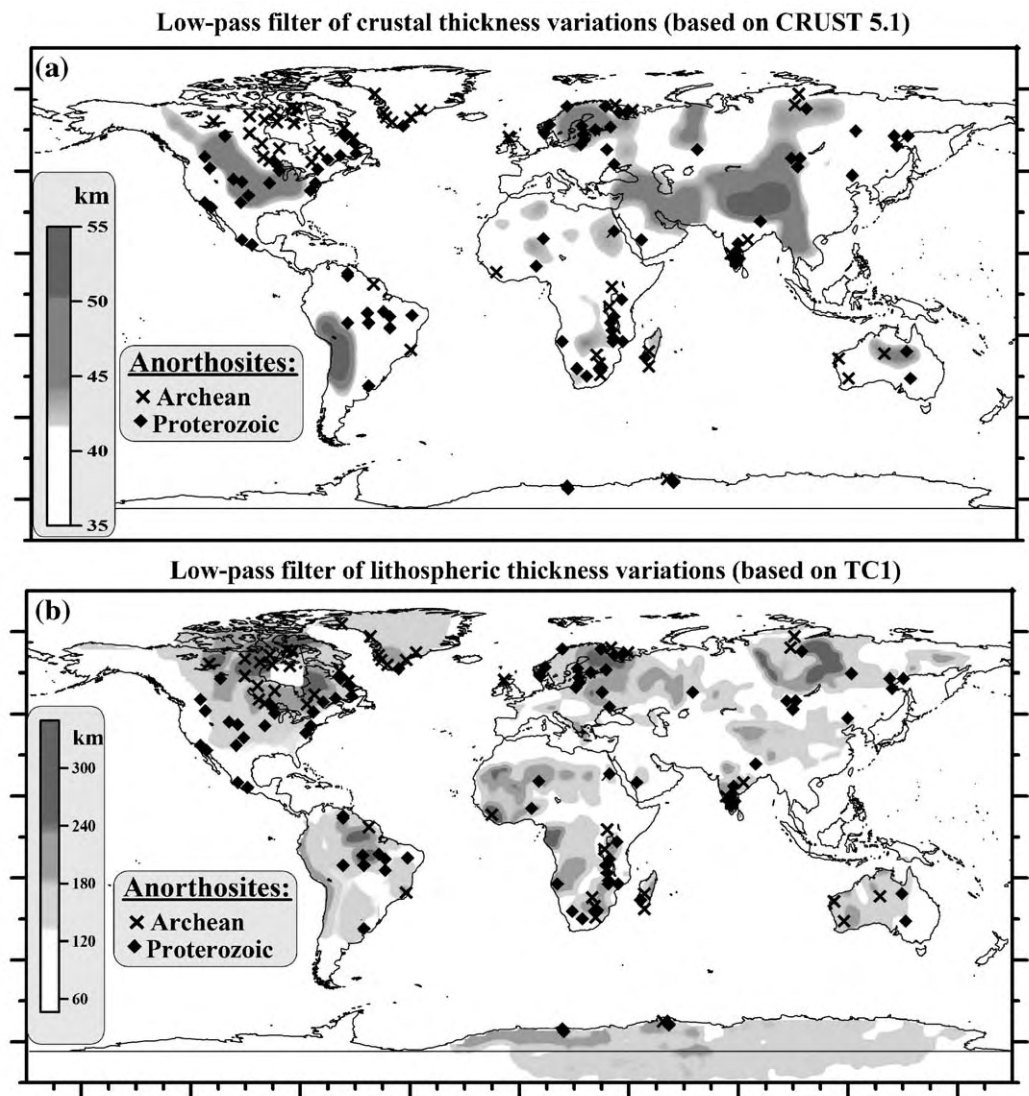 Low-pass filter of crustal thickness variations (based on CRUST 5.1)
(a)
km
55
50
45
40
35
Anorthosites:
Archean
Proterozoic
Low-pass filter of lithospheric thickness variations (based on TC1)
(b)
km
300
240
180
120
60
Anorthosites:
Archean
Proterozoic